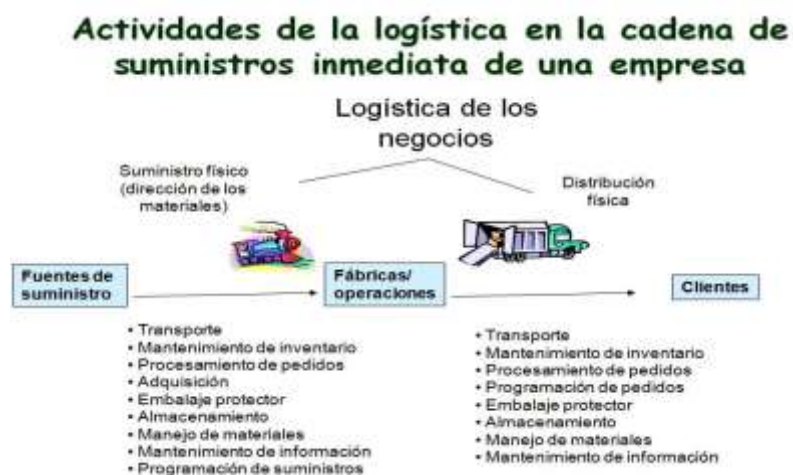 Actividades de la logística en la cadena de
suministros inmediata de una empresa
Logística de los
negocios
Suministro físico
(dirección de los
materiales)
Distribución
física
Fuentes de
suministro
Fábricas/
operaciones
Clientes
• Transporte
• Mantenimiento de inventario
• Procesamiento de pedidos
• Adquisición
• Embalaje protector
• Almacenamiento
• Manejo de materiales
• Mantenimiento de información
• Programación de suministros
• Transporte
• Mantenimiento de inventario
• Procesamiento de pedidos
• Programación de pedidos
• Embalaje protector
• Almacenamiento
• Manejo de materiales
• Mantenimiento de información